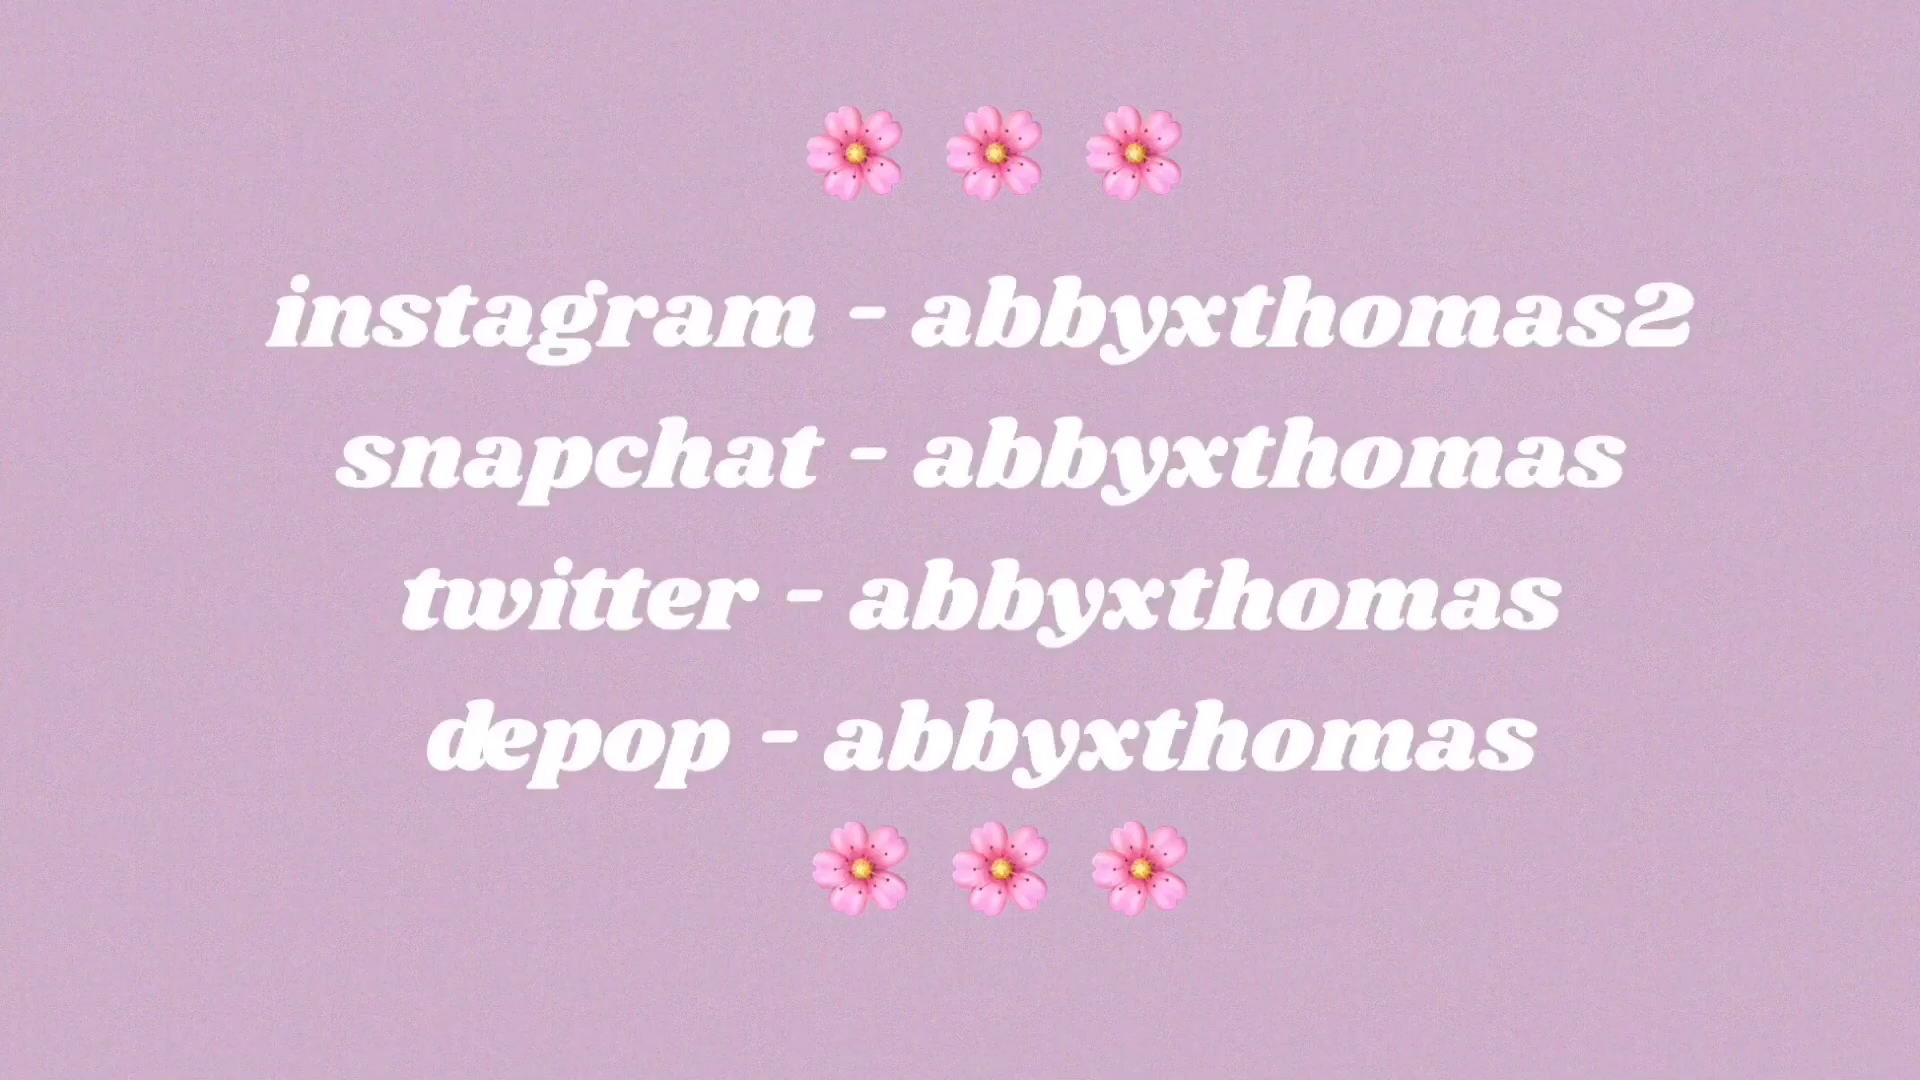 instagram - abbyxthomas2
snapchat - abbyxthomas
twitter - abbyxthomas
depop - abbyxthomas